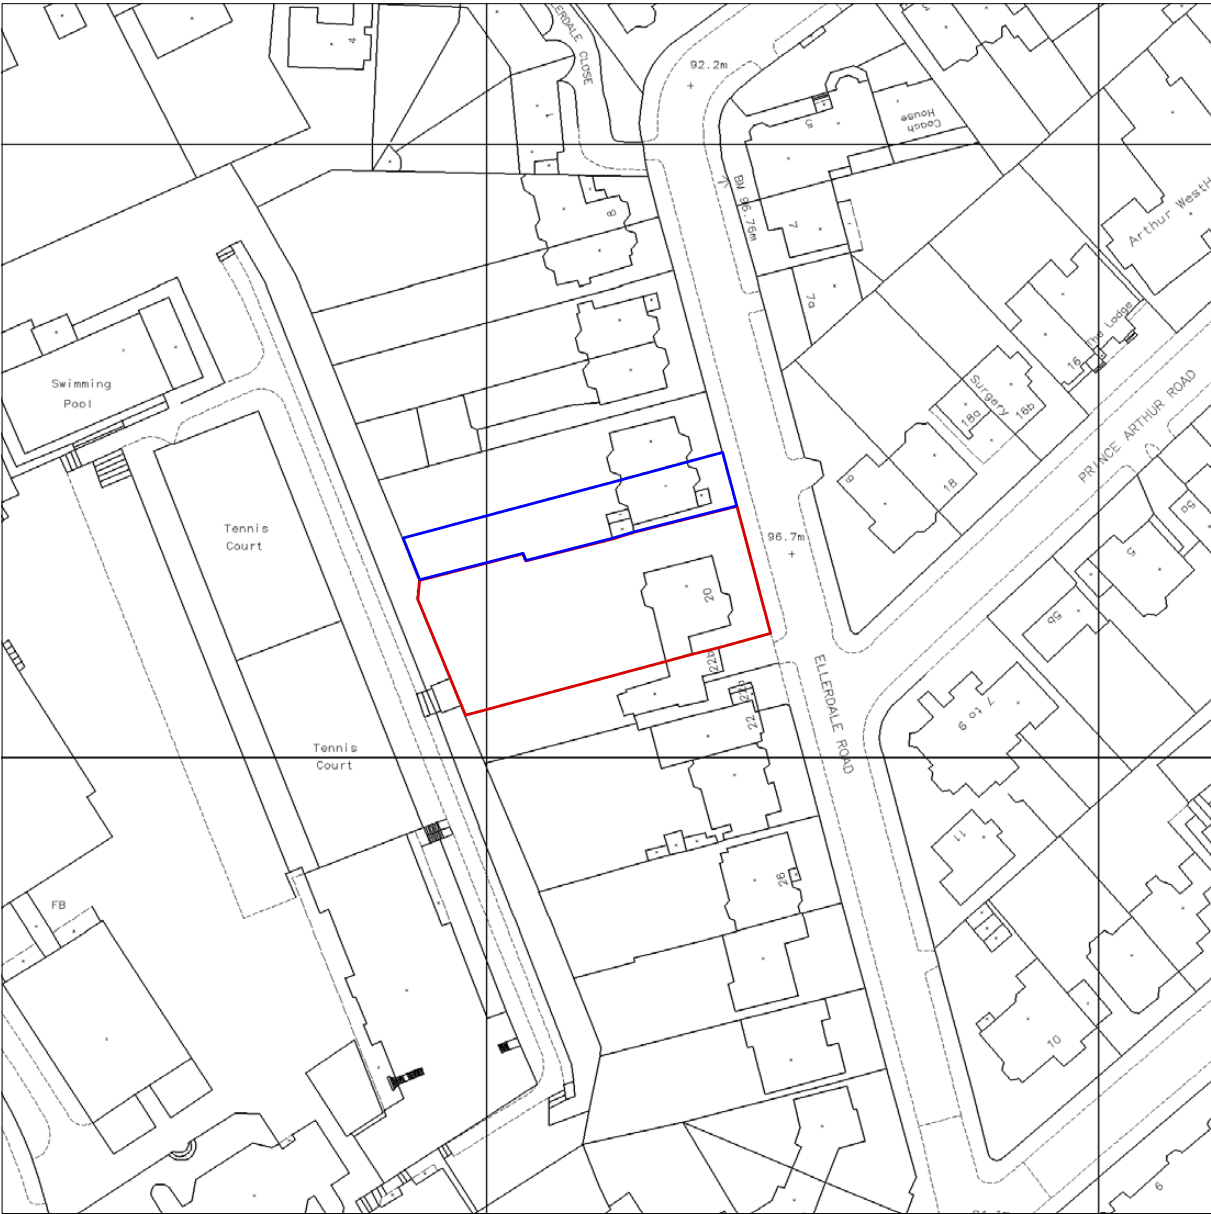 4
ERDALE CLOSE
92.2m
1
5
Coach
House
BM 96.76m
8
7
Arthur West
7a
The Lodge
16
Swimming
Pool
Surgery
18a
18b
PRINCE ARTHUR ROAD
9
18
Tennis
Court
96.7m
5a
5
20
5b
22b
22a
22
ELLERDALE ROAD
7 to 9
Tennis
Court
11
26
FB
10
6